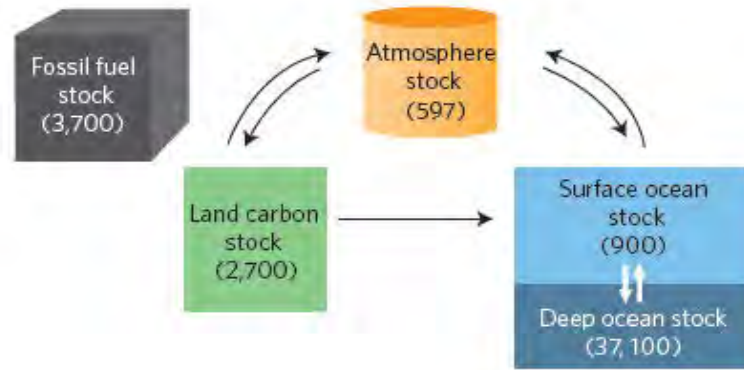 Fossil fuel
stock
(3,700)
Atmosphere
stock
(597)
Land carbon
stock
(2,700)
Surface ocean
stock
(900)
Deep ocean stock
(37, 100)